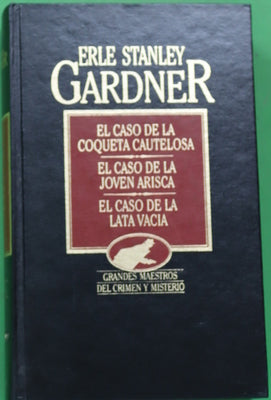 ERLE STANLEY
GARDNER
EL CASO DE LA
COQUETA CAUTELOSA
EL CASO DE LA
JOVEN ARISCA
EL CASO DE LA
LATA VACIA
GRANDES MAESTROS
DEL CRIMEN Y MISTERIO